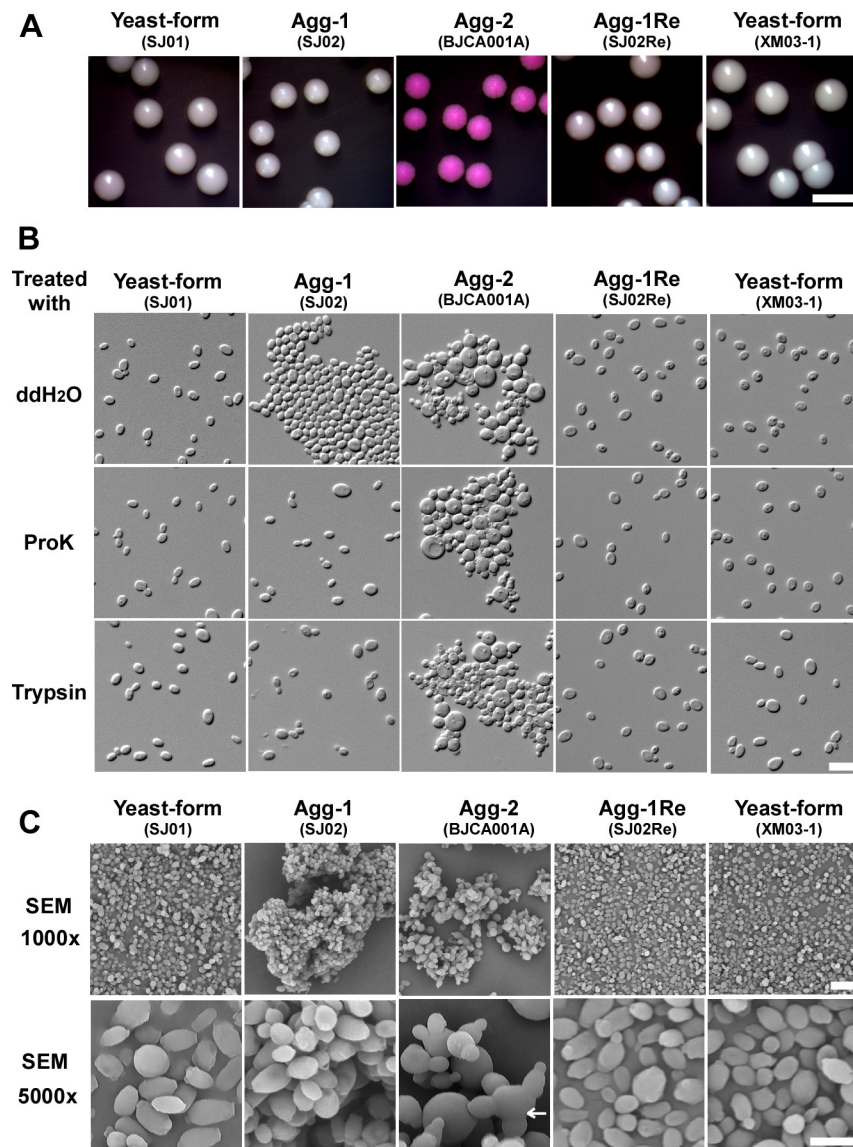 A
Yeast-form Agg-1 Agg-2 Agg-1Re Yeast-form
(SJ01) (SJ02) (BJCA001A) (SJ02Re) (XM03-1)
B
Treated
with
Yeast-form Agg-1 Agg-2 Agg-1Re Yeast-form
(SJ01) (SJ02) (BJCA001A) (SJ02Re) (XM03-1)
ddH2O
ProK
Trypsin
C
Yeast-form Agg-1 Agg-2 Agg-1Re Yeast-form
(SJ01) (SJ02) (BJCA001A) (SJ02Re) (XM03-1)
SEM
1000x
SEM
5000x